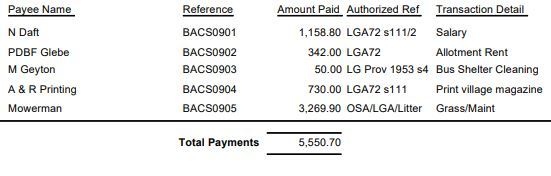 Payee Name Reference Amount Paid Authorized Ref Transaction Detail
N Daft BACS0901 1,158.80 LGA72 s111/2 Salary
PDBF Glebe BACS0902 342.00 LGA72 Allotment Rent
M Geyton BACS0903 50.00 LG Prov 1953 s4 Bus Shelter Cleaning
A & R Printing BACS0904 730.00 LGA72 s111 Print village magazine
Mowerman BACS0905 3,269.90 OSA/LGA/Litter Grass/Maint
Total Payments 5,550.70